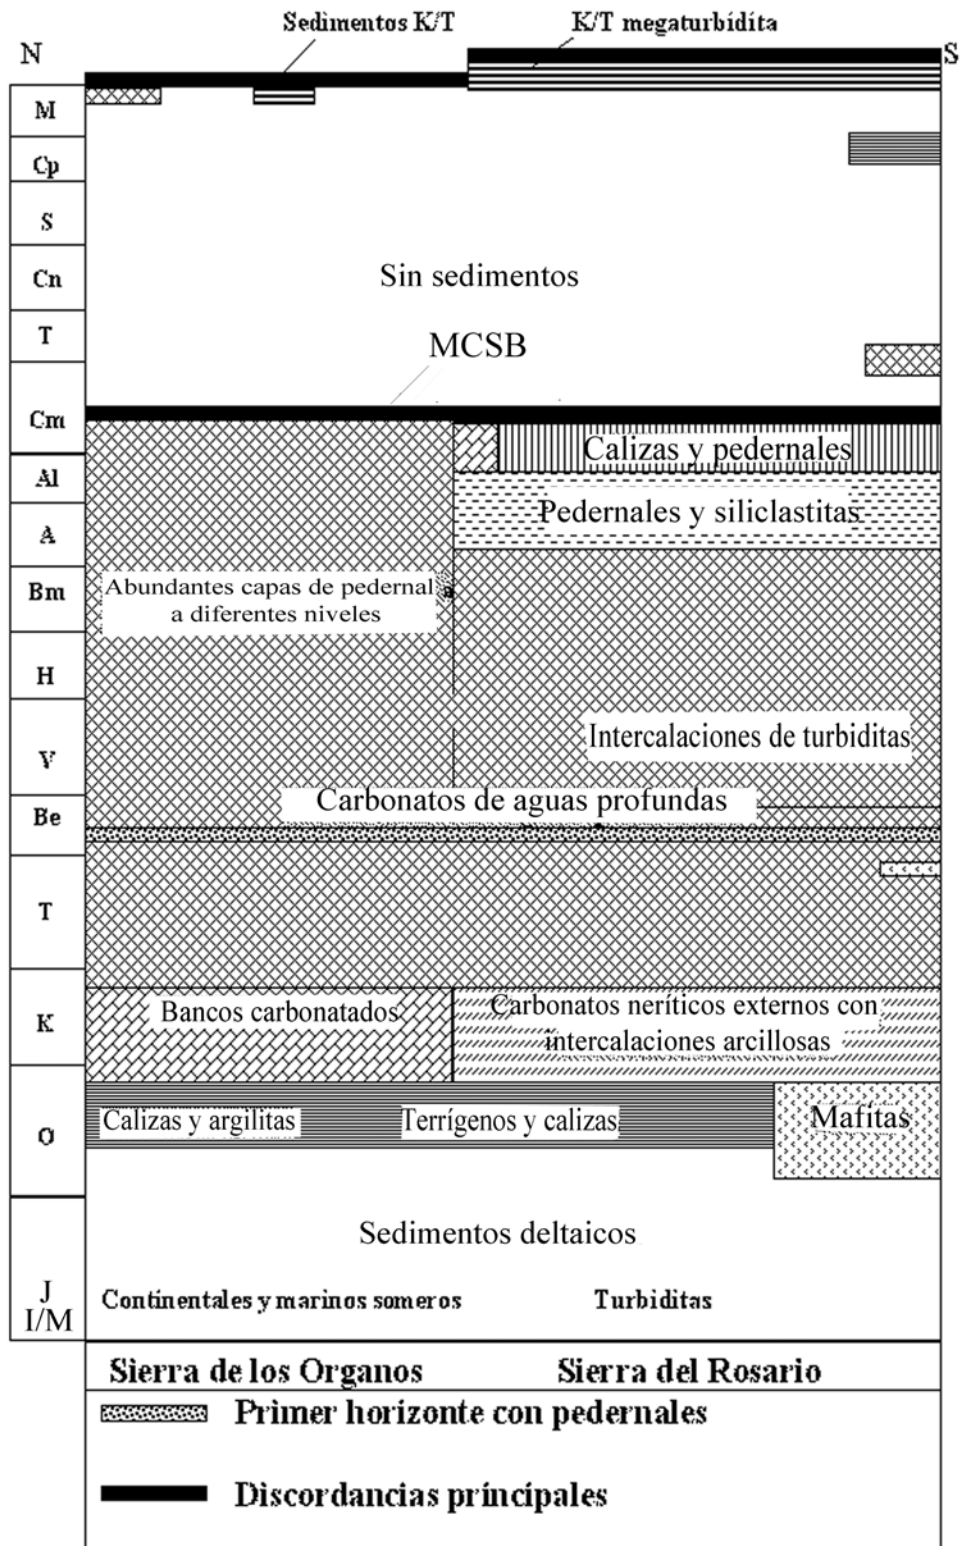 Sedimentos K/T
K/T megaturbidita
N
S
M
Cp
S
Cn
Sin sedimentos
T
MCSB
Cm
Calizas y pedernales
Al
Pedernales y siliclastitas
A
Bm
Abundantes capas de pedernal
a diferentes niveles
H
Intercalaciones de turbiditas
V
Carbonatos de aguas profundas
Be
T
Bancos carbonatados
Carbonatos neríticos externos con
intercalaciones arcillosas
K
Calizas y argilitas
Terrígenos y calizas
Mafitas
O
Sedimentos deltaicos
J
I/M
Continentales y marinos someros
Turbiditas
Sierra de los Organos
Sierra del Rosario
Primer horizonte con pedernales
Discordancias principales